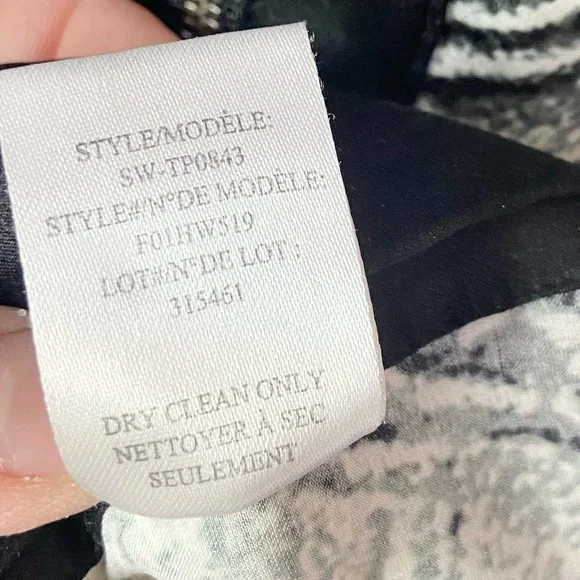 STYLE/MODÈLE:
SW-TP0843
STYLE#/N°DE MODÈLE:
F01HW519
LOT#/N°DE LOT :
315461
DRY CLEAN ONLY
NETTOYER À SEC
SEULEMENT